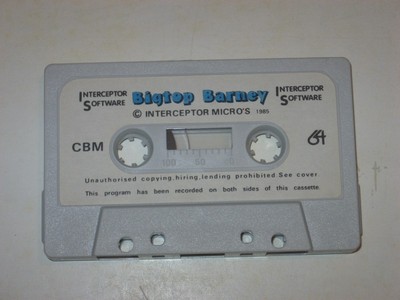 INTERCEPTOR SOFTWARE
Bigtop Barney
INTERCEPTOR SOFTWARE
© INTERCEPTOR MICRO'S 1985
CBM
64
100 50
Unauthorised copying,hiring,lending prohibited.See cover
This program has been recorded on both sides of this cassette.